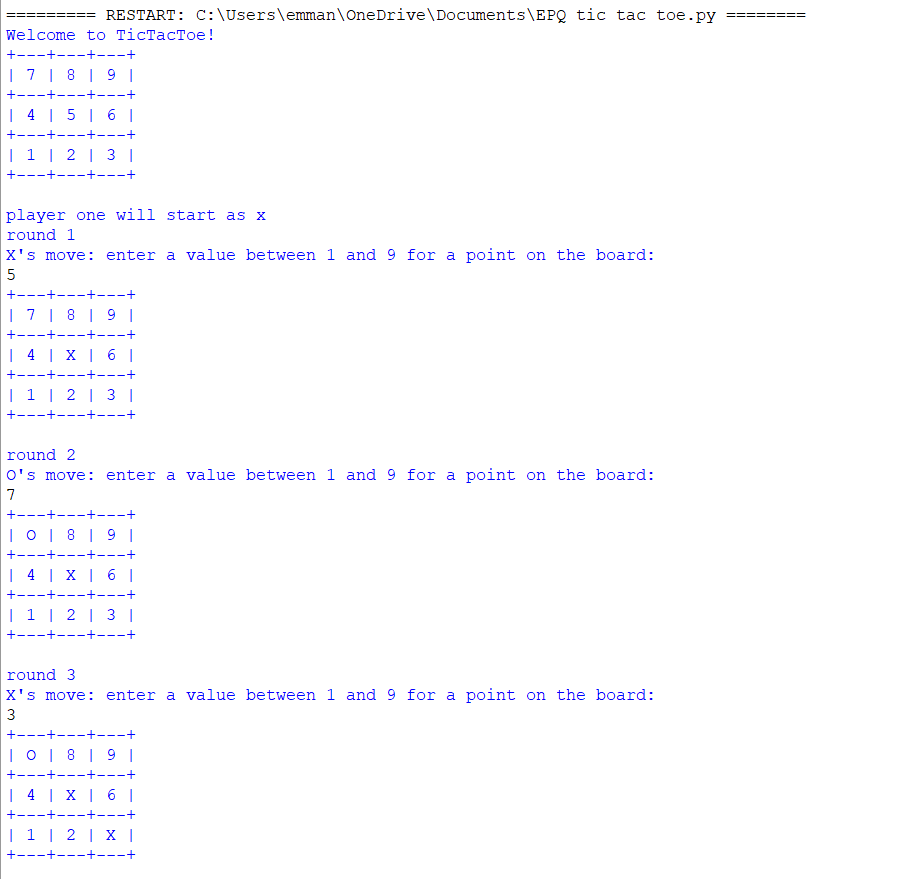 ========= RESTART: C:\Users\emman\OneDrive\Documents\EPQ tic tac toe.py ========
Welcome to TicTacToe!
+---+---+---+
| 7 | 8 | 9 |
+---+---+---+
| 4 | 5 | 6 |
+---+---+---+
| 1 | 2 | 3 |
+---+---+---+

player one will start as x
round 1
X's move: enter a value between 1 and 9 for a point on the board:
5
+---+---+---+
| 7 | 8 | 9 |
+---+---+---+
| 4 | X | 6 |
+---+---+---+
| 1 | 2 | 3 |
+---+---+---+

round 2
O's move: enter a value between 1 and 9 for a point on the board:
7
+---+---+---+
| O | 8 | 9 |
+---+---+---+
| 4 | X | 6 |
+---+---+---+
| 1 | 2 | 3 |
+---+---+---+

round 3
X's move: enter a value between 1 and 9 for a point on the board:
3
+---+---+---+
| O | 8 | 9 |
+---+---+---+
| 4 | X | 6 |
+---+---+---+
| 1 | 2 | X |
+---+---+---+